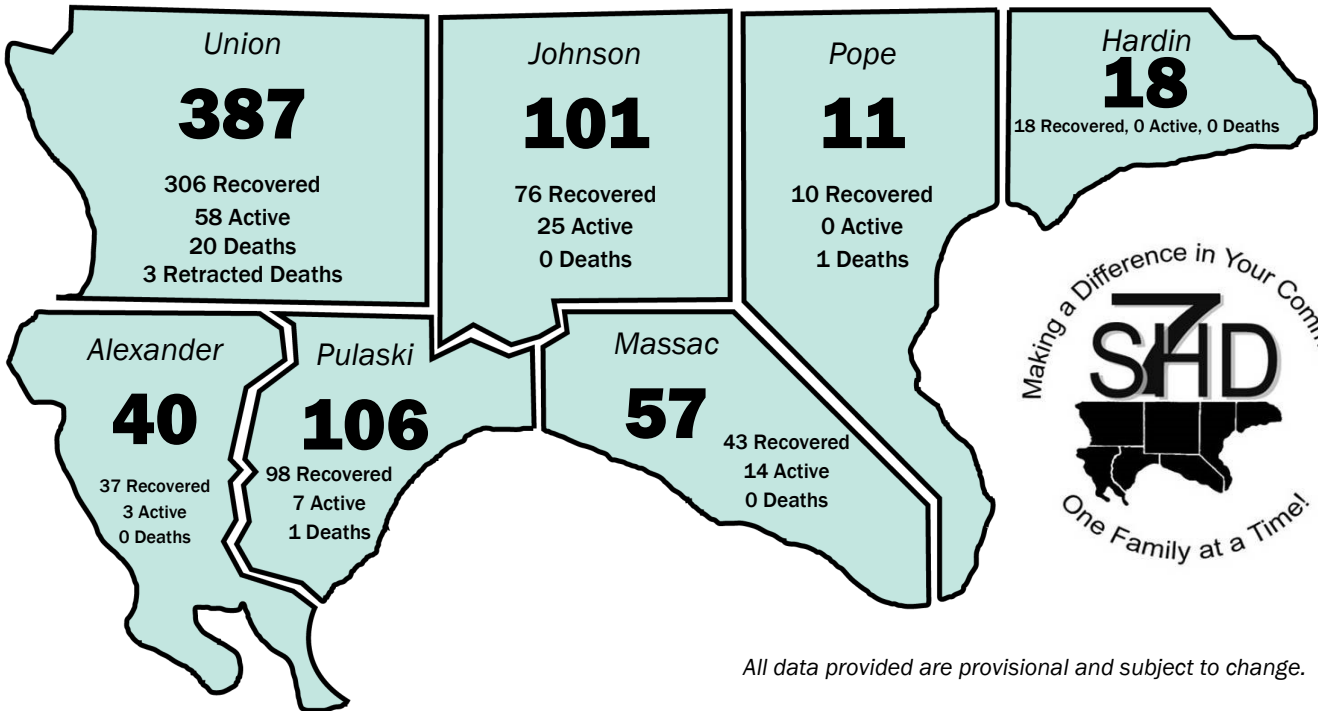 Union
387
306 Recovered
58 Active
20 Deaths
3 Retracted Deaths
Johnson
101
76 Recovered
25 Active
0 Deaths
Pope
11
10 Recovered
0 Active
1 Deaths
Hardin
18
18 Recovered, 0 Active, 0 Deaths
Alexander
40
37 Recovered
3 Active
0 Deaths
Pulaski
106
98 Recovered
7 Active
1 Deaths
Massac
57
43 Recovered
14 Active
0 Deaths
Making a Difference in Your
S7HD
One Family at a Time!
All data provided are provisional and subject to change.